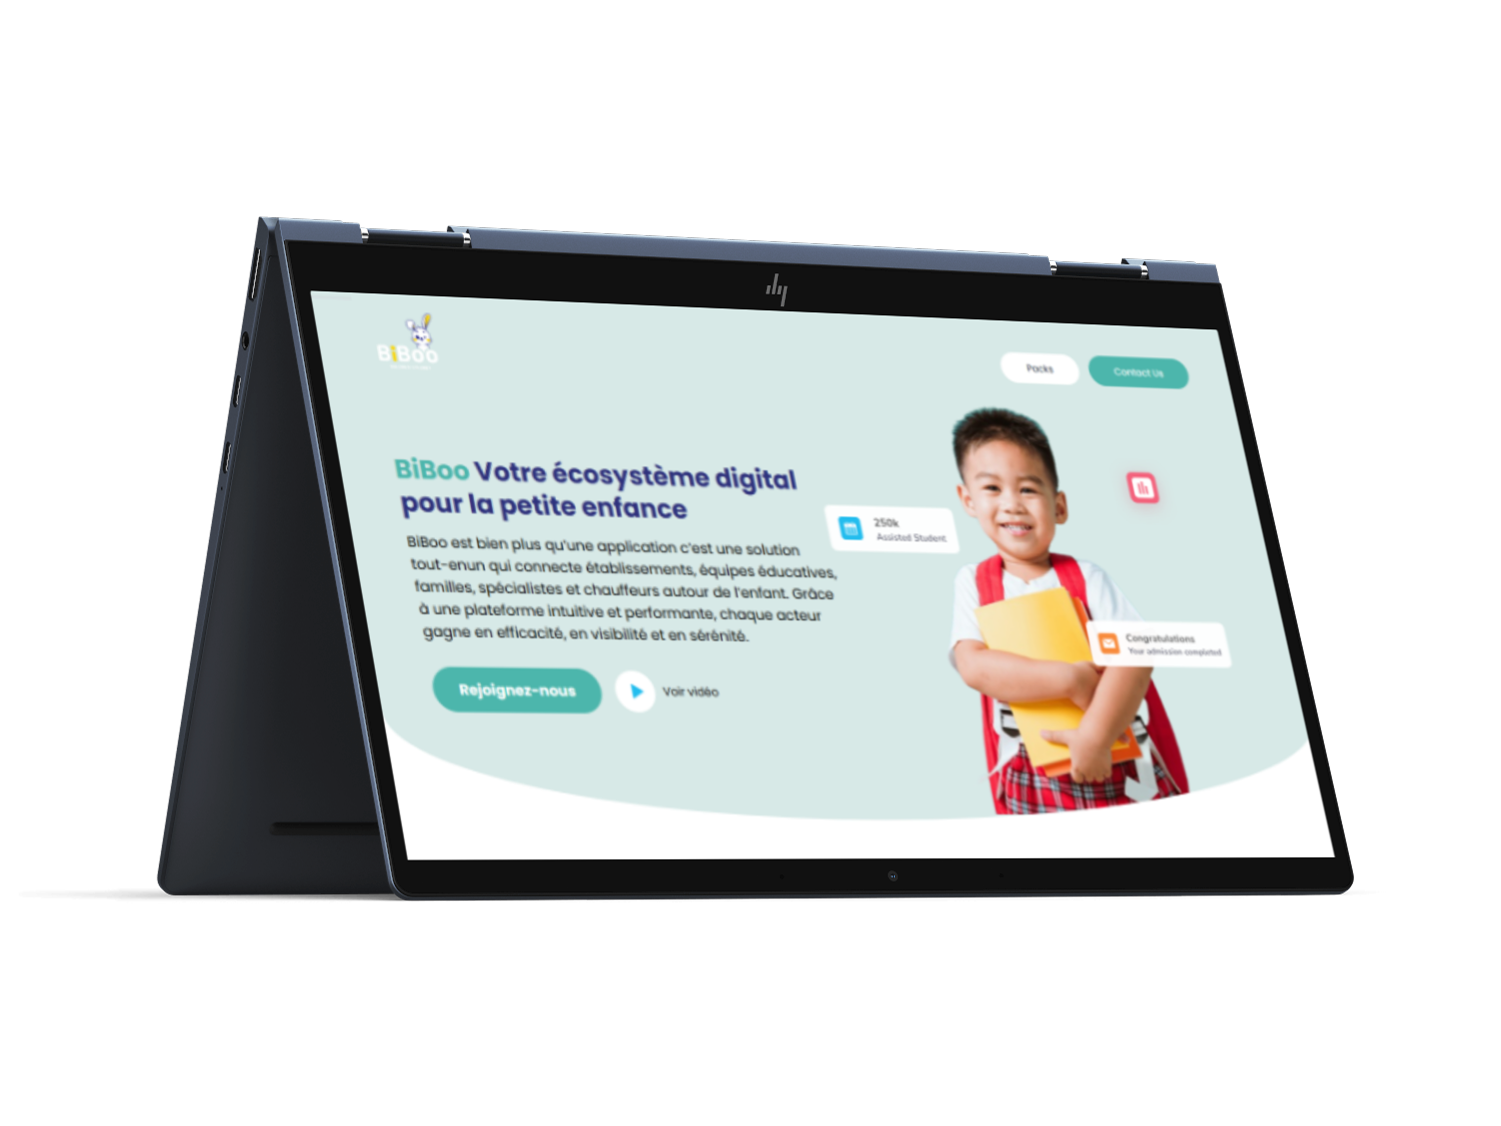 hp
BiBoo
Packs
Contact Us
BiBoo Votre écosystème digital
pour la petite enfance
BiBoo est bien plus qu'une application c'est une solution
tout-enun qui connecte établissements, équipes éducatives,
familles, spécialistes et chauffeurs autour de l'enfant. Grâce
à une plateforme intuitive et performante, chaque acteur
gagne en efficacité, en visibilité et en sérénité.
Rejoignez-nous
Voir vidéo
250k
Assisted Student
Congratulations
Your admission completed